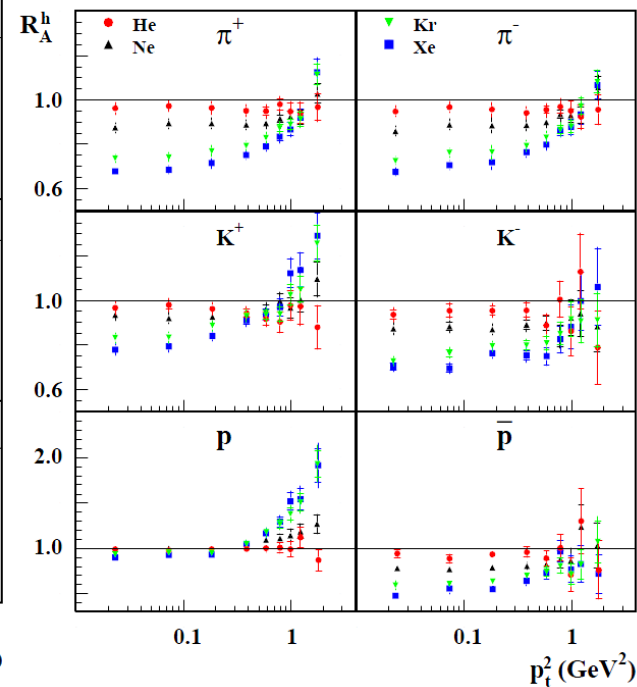 R_A^h
He
Ne
π+
Kr
Xe
π-
1.0
0.6
K+
K-
1.0
0.6
p
p̅
2.0
1.0
0.1 1 0.1 1
p_t^2 (GeV^2)